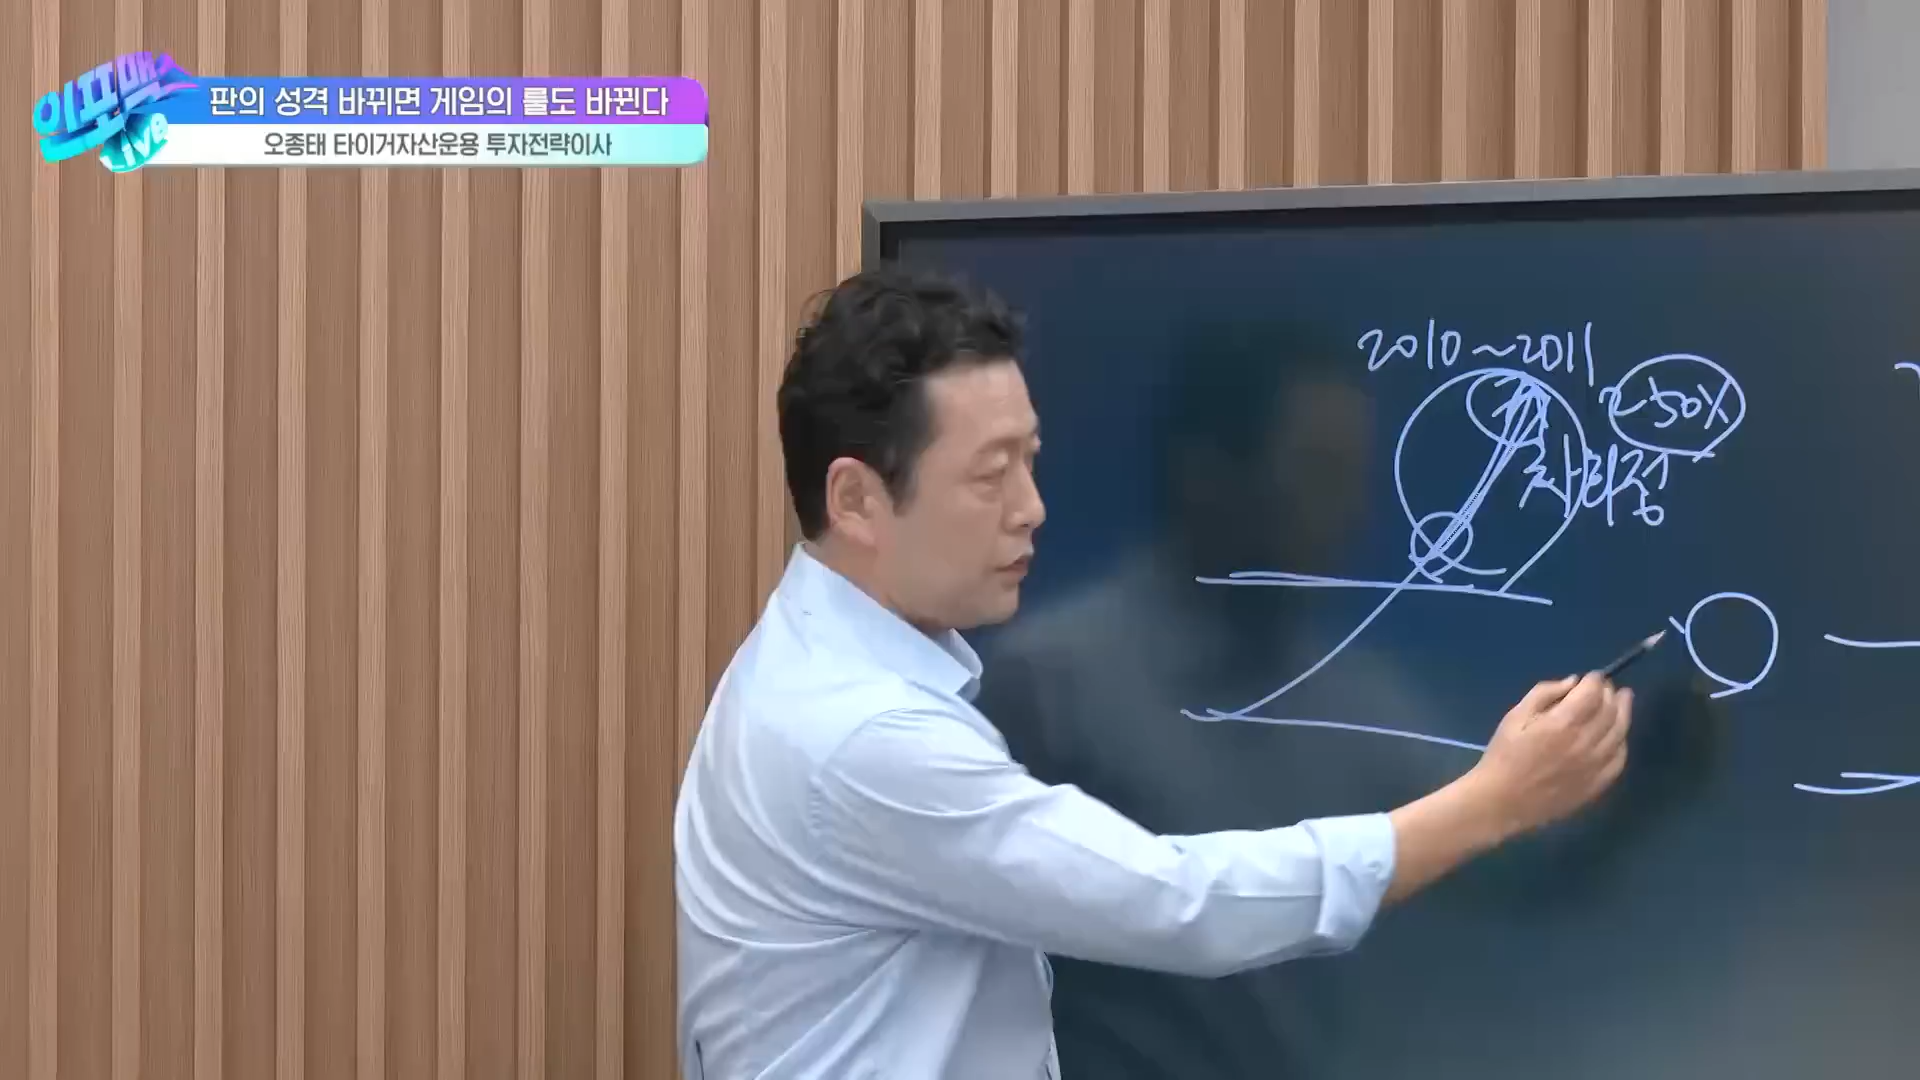 인포맥스
Live
판의 성격 바뀌면 게임의 룰도 바뀐다
오종태 타이거자산운용 투자전략이사
2010~2011
~50%
차화정